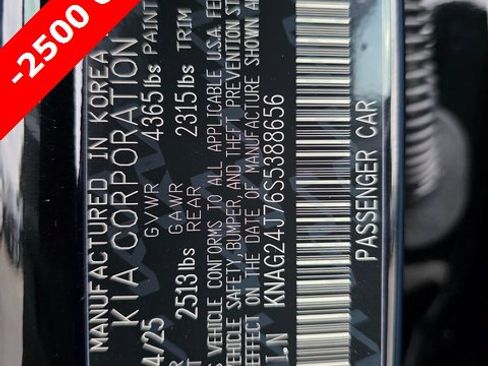 -2500
MANUFACTURED IN KOREA
KIA CORPORATION
4/25 GVWR 4365lbs PAINT
GAWR
2513lbs REAR 2315lbs TRIM
VEHICLE CONFORMS TO ALL APPLICABLE U.S.A. FE
VEHICLE SAFETY, BUMPER, AND THEFT PREVENTION ST
EFFECT ON THE DATE OF MANUFACTURE SHOWN A
KNAG24J76S5388656
PASSENGER CAR